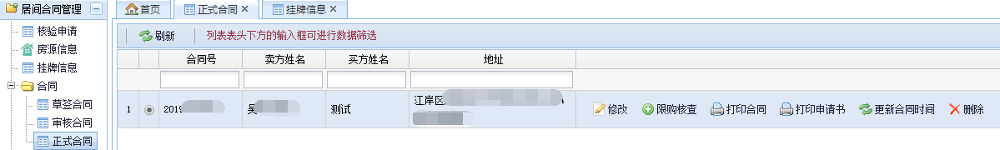 居间合同管理
核验申请
房源信息
挂牌信息
合同
草签合同
审核合同
正式合同
首页 正式合同 挂牌信息
刷新 列表表头下方的输入框可进行数据筛选
合同号 卖方姓名 买方姓名 地址
1 2019 吴 测试 江岸区 修改 限购核查 打印合同 打印申请书 更新合同时间 删除